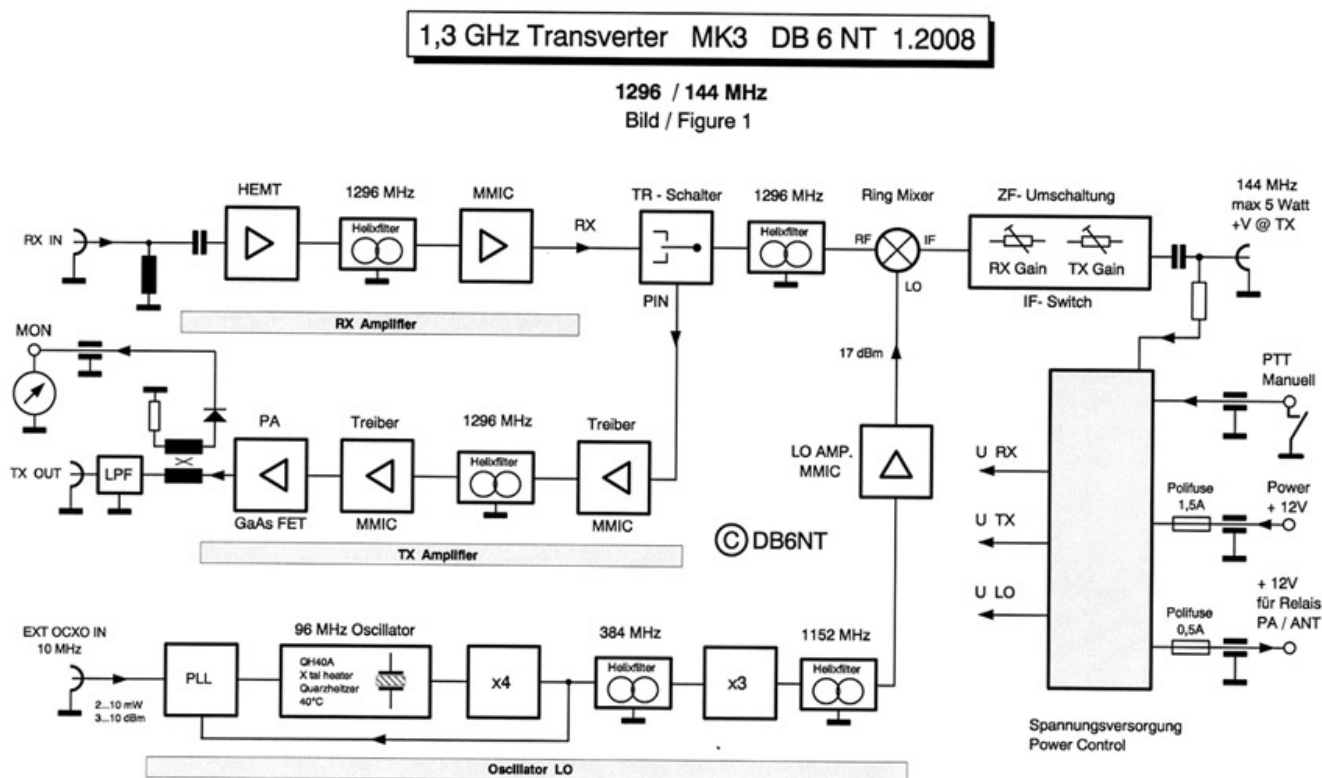 1,3 GHz Transverter MK3 DB 6 NT 1.2008
1296 / 144 MHz
Bild / Figure 1
HEMT
1296 MHz
MMIC
TR - Schalter
1296 MHz
Ring Mixer
ZF- Umschaltung
144 MHz
max 5 Watt
+V @ TX
RX IN
Helixfilter
RX
Helixfilter
RF
IF
LO
RX Gain
TX Gain
IF- Switch
PIN
RX Amplifier
MON
17 dBm
PTT
Manuell
PA
Treiber
1296 MHz
Treiber
TX OUT
LPF
Helixfilter
GaAs FET
MMIC
MMIC
LO AMP.
MMIC
U RX
Polifuse
1,5A
Power
+ 12V
TX Amplifier
© DB6NT
U TX
U LO
Polifuse
0,5A
+ 12V
für Relais
PA / ANT
EXT OCXO IN
10 MHz
96 MHz Oscillator
384 MHz
1152 MHz
PLL
QH40A
X tal heater
Quarzheitzer
40°C
x4
Helixfilter
x3
Helixfilter
2...10 mW
3...10 dBm
Spannungsversorgung
Power Control
Oscillator LO